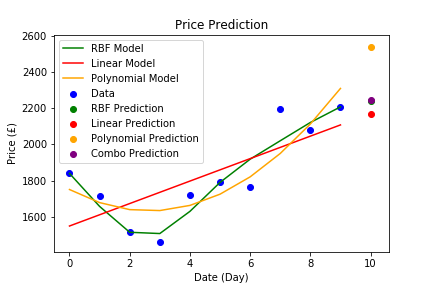 Price Prediction
2600
2400
2200
2000
1800
1600
Price (£)
RBF Model
Linear Model
Polynomial Model
Data
RBF Prediction
Linear Prediction
Polynomial Prediction
Combo Prediction
0
2
4
6
8
10
Date (Day)